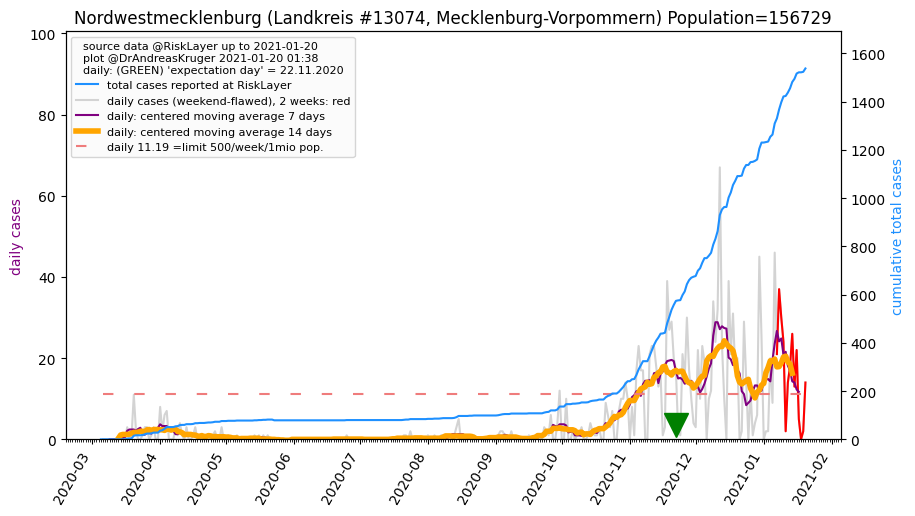 Nordwestmecklenburg (Landkreis #13074, Mecklenburg-Vorpommern) Population=156729
source data @RiskLayer up to 2021-01-20
plot @DrAndreasKruger 2021-01-20 01:38
daily: (GREEN) 'expectation day' = 22.11.2020
total cases reported at RiskLayer
daily cases (weekend-flawed), 2 weeks: red
daily: centered moving average 7 days
daily: centered moving average 14 days
daily 11.19 =limit 500/week/1mio pop.
daily cases
100
80
60
40
20
0
cumulative total cases
1600
1400
1200
1000
800
600
400
200
0
2020-03
2020-04
2020-05
2020-06
2020-07
2020-08
2020-09
2020-10
2020-11
2020-12
2021-01
2021-02